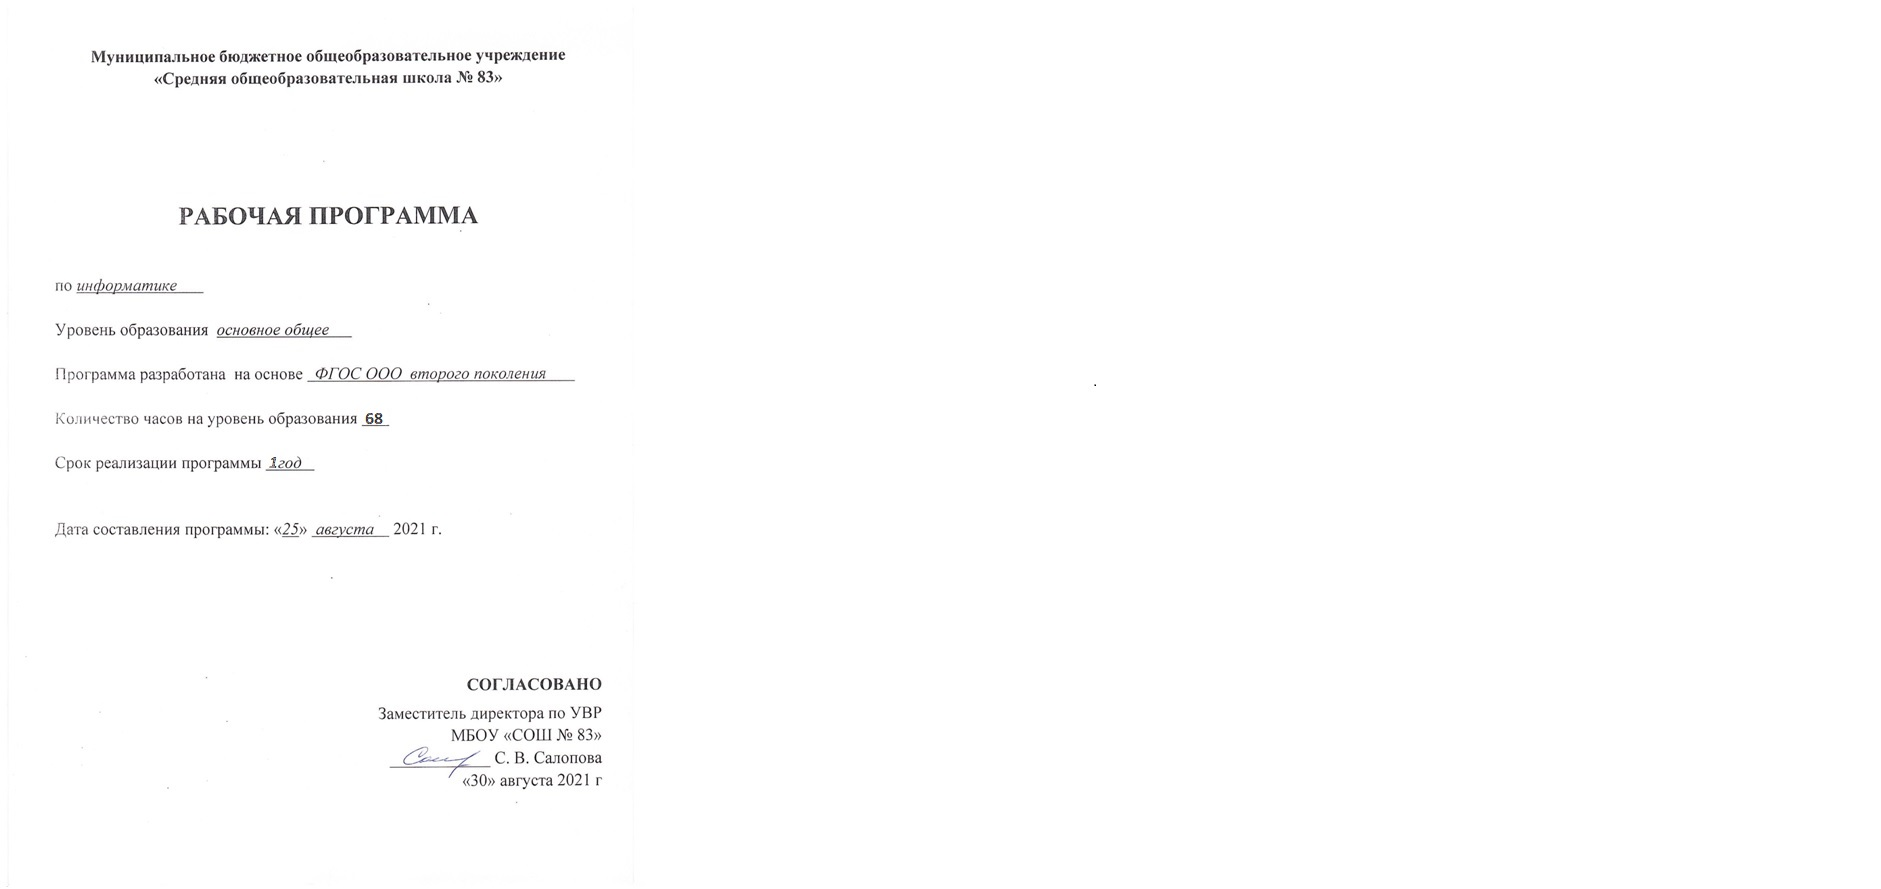 Муниципальное бюджетное общеобразовательное учреждение
«Средняя общеобразовательная школа № 83»
РАБОЧАЯ ПРОГРАММА
по информатике
Уровень образования основное общее
Программа разработана на основе ФГОС ООО второго поколения
Количество часов на уровень образования 68
Срок реализации программы 1год
Дата составления программы: «25» августа 2021 г.
СОГЛАСОВАНО
Заместитель директора по УВР
МБОУ «СОШ № 83»
С. В. Салопова
«30» августа 2021 г